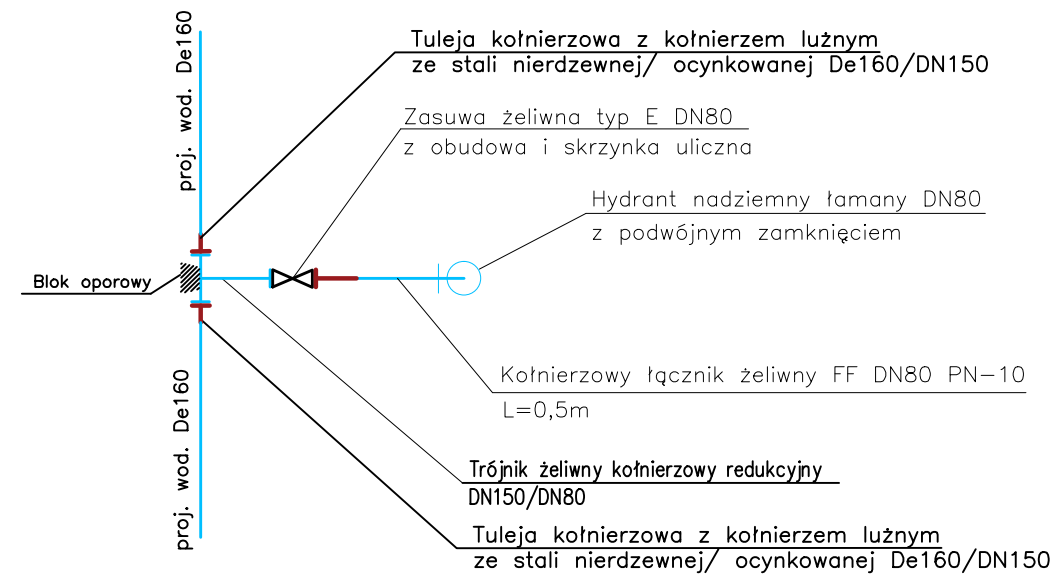 proj. wod. De160
Tuleja kołnierzowa z kołnierzem lużnym
ze stali nierdzewnej/ ocynkowanej De160/DN150
Zasuwa żeliwna typ E DN80
z obudowa i skrzynka uliczna
Hydrant nadziemny łamany DN80
z podwójnym zamknięciem
Blok oporowy
Kołnierzowy łącznik żeliwny FF DN80 PN-10
L=0,5m
proj. wod. De160
Trójnik żeliwny kołnierzowy redukcyjny
DN150/DN80
Tuleja kołnierzowa z kołnierzem lużnym
ze stali nierdzewnej/ ocynkowanej De160/DN150